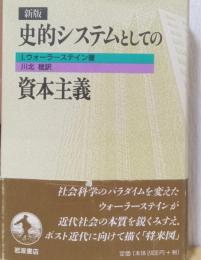 新版
史的システムとしての
I.ウォーラーステイン著
川北 稔訳
資本主義
社会科学のパラダイムを変えた
ウォーラーステインが
近代社会の本質を鋭くみすえ、
ポスト近代に向けて描く「将来図」
岩波書店